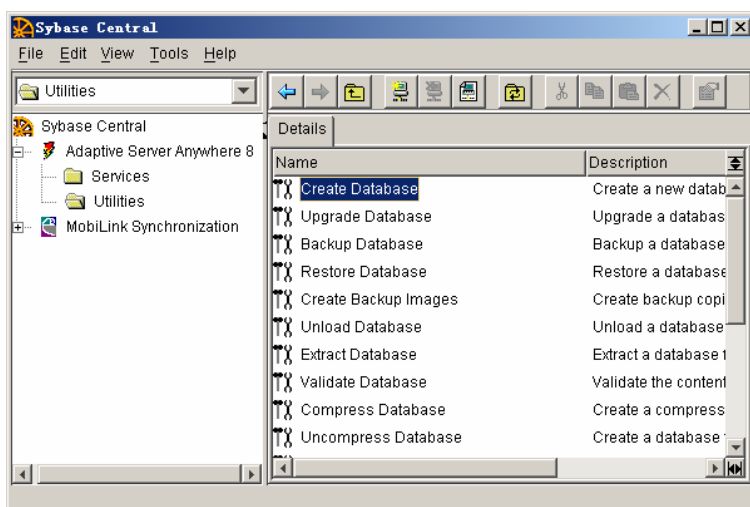 Sybase Central
File Edit View Tools Help
Utilities
Sybase Central
Adaptive Server Anywhere 8
Services
Utilities
MobiLink Synchronization
Details
Name Description
Create Database Create a new datab
Upgrade Database Upgrade a databas
Backup Database Backup a database
Restore Database Restore a database
Create Backup Images Create backup copi
Unload Database Unload a database
Extract Database Extract a database
Validate Database Validate the content
Compress Database Create a compress
Uncompress Database Create a database